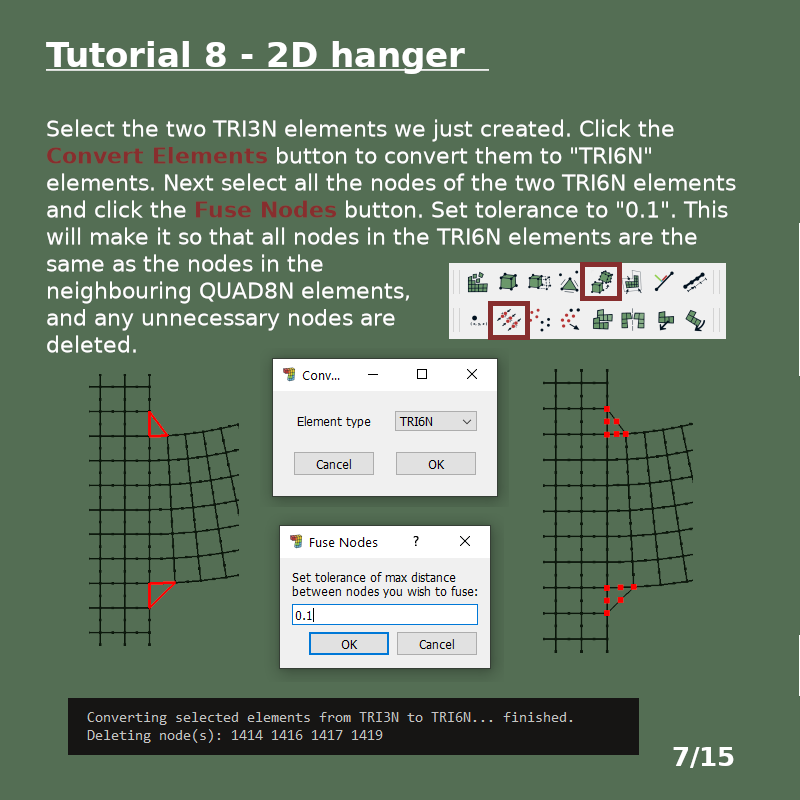 Tutorial 8 - 2D hanger
Select the two TRI3N elements we just created. Click the
Convert Elements button to convert them to "TRI6N"
elements. Next select all the nodes of the two TRI6N elements
and click the Fuse Nodes button. Set tolerance to "0.1". This
will make it so that all nodes in the TRI6N elements are the
same as the nodes in the
neighbouring QUAD8N elements,
and any unnecessary nodes are
deleted.
Conv...
Element type TRI6N
Cancel OK
Fuse Nodes ?
Set tolerance of max distance
between nodes you wish to fuse:
0.1
OK Cancel
Converting selected elements from TRI3N to TRI6N... finished.
Deleting node(s): 1414 1416 1417 1419
7/15